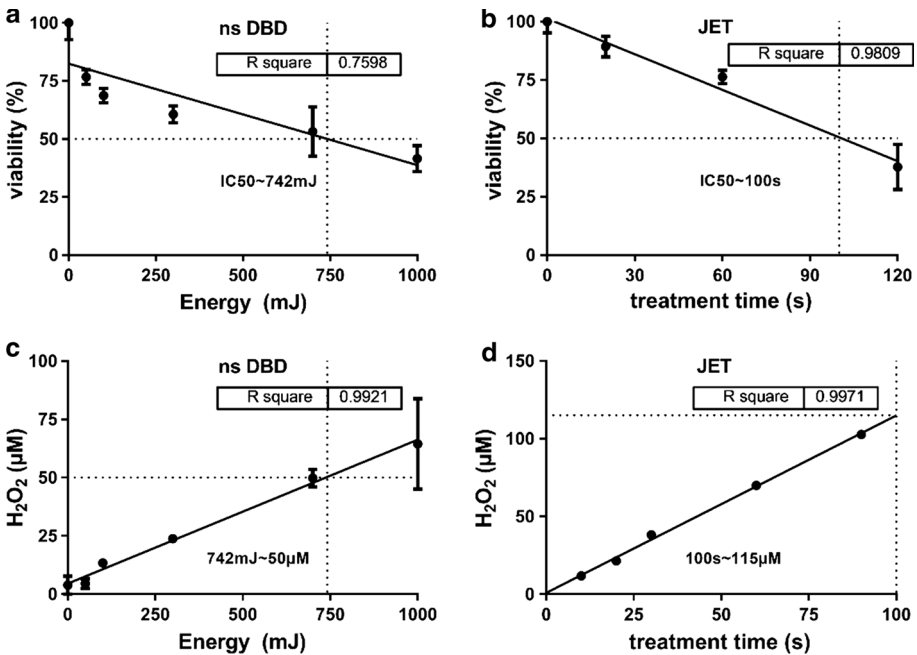 a
ns DBD
R square 0.7598
100
75
50
25
0
viability (%)
IC50~742mJ
0 250 500 750 1000
Energy (mJ)
b
JET
R square 0.9809
100
75
50
25
0
viability (%)
IC50~100s
0 30 60 90 120
treatment time (s)
c
ns DBD
R square 0.9921
100
75
50
25
0
H₂O₂ (µM)
742mJ~50µM
0 250 500 750 1000
Energy (mJ)
d
JET
R square 0.9971
150
100
50
0
H₂O₂ (µM)
100s~115µM
0 20 40 60 80 100
treatment time (s)